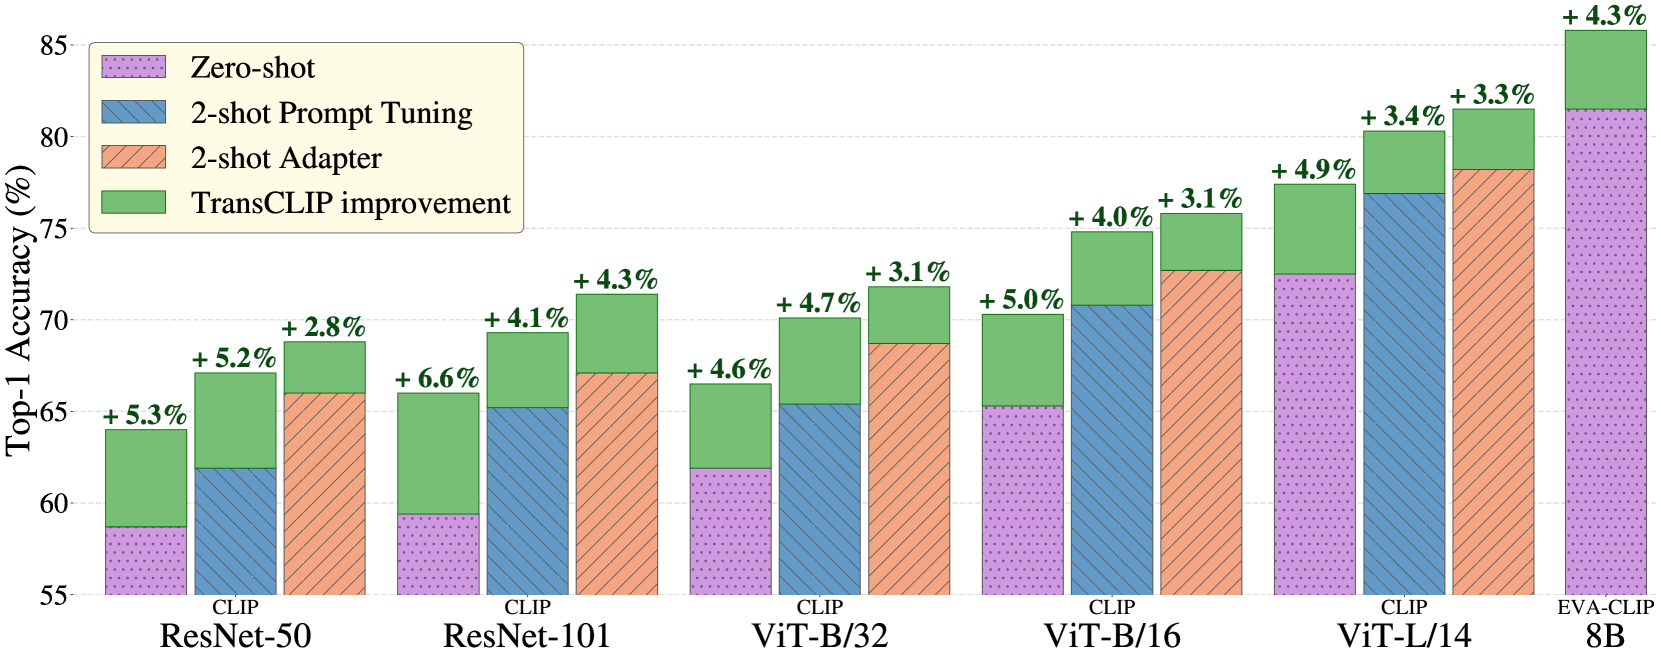 Top-1 Accuracy (%)
85
80
75
70
65
60
55
Zero-shot
2-shot Prompt Tuning
2-shot Adapter
TransCLIP improvement
+ 5.3%
+ 5.2%
+ 2.8%
+ 6.6%
+ 4.1%
+ 4.3%
+ 4.6%
+ 4.7%
+ 3.1%
+ 5.0%
+ 4.0%
+ 3.1%
+ 4.9%
+ 3.4%
+ 3.3%
+ 4.3%
CLIP
ResNet-50
CLIP
ResNet-101
CLIP
ViT-B/32
CLIP
ViT-B/16
CLIP
ViT-L/14
EVA-CLIP
8B